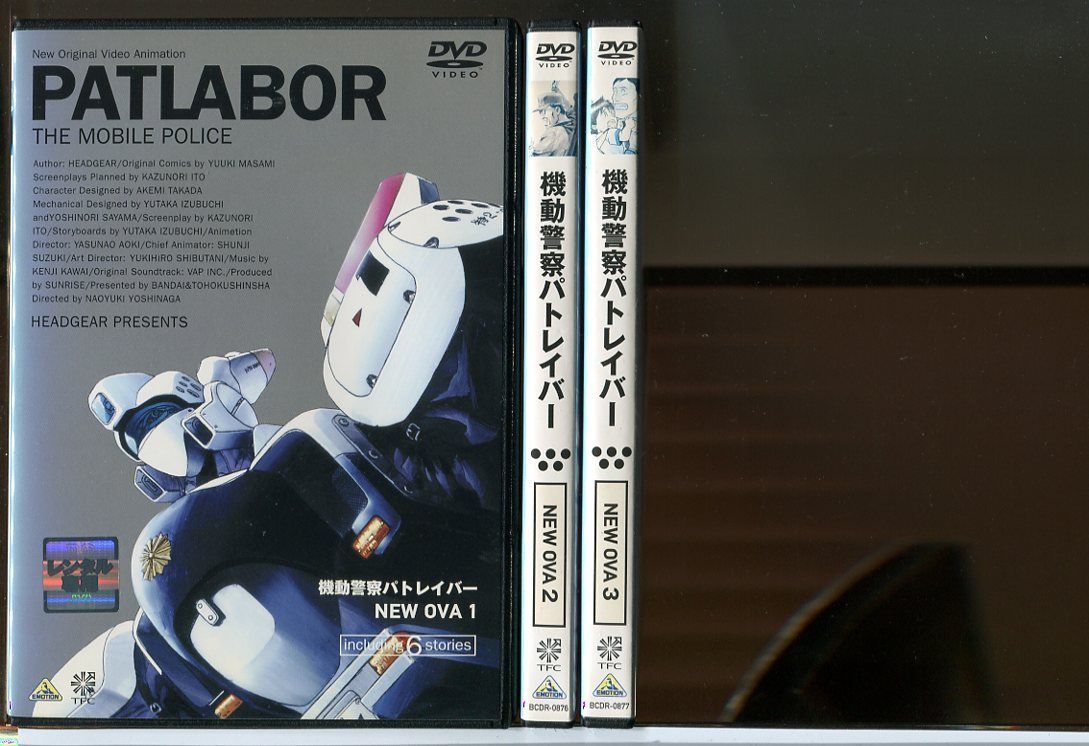 New Original Video Animation
PATLABOR
THE MOBILE POLICE
Author: HEADGEAR/Original Comics by YUUKI MASAMI
Screenplays Planned by KAZUNORI ITO
Character Designed by AKEMI TAKADA
Mechanical Designed by YUTAKA IZUBUCHI
andYOSHINORI SAYAMA/Screenplay by KAZUNORI
ITO/Storyboards by YUTAKA IZUBUCHI/Animetion
Director: YASUNAO AOKI/Chief Animator: SHUNJI
SUZUKI/Art Director: YUKIHIRO SHIBUTANI/Music by
KENJI KAWAI/Original Soundtrack: VAP INC./Produced
by SUNRISE/Presented by BANDAI&TOHOKUSHINSHA
Directed by NAOYUKI YOSHINAGA
HEADGEAR PRESENTS
DVD
VIDEO
レンタル
専用
機動警察パトレイバー
NEW OVA 1
including 6 stories
EMOTION
TFC
DVD
VIDEO
機動警察パトレイバー
NEW OVA 2
TFC
EMOTION
BCDR-0876
DVD
VIDEO
機動警察パトレイバー
NEW OVA 3
TFC
EMOTION
BCDR-0877